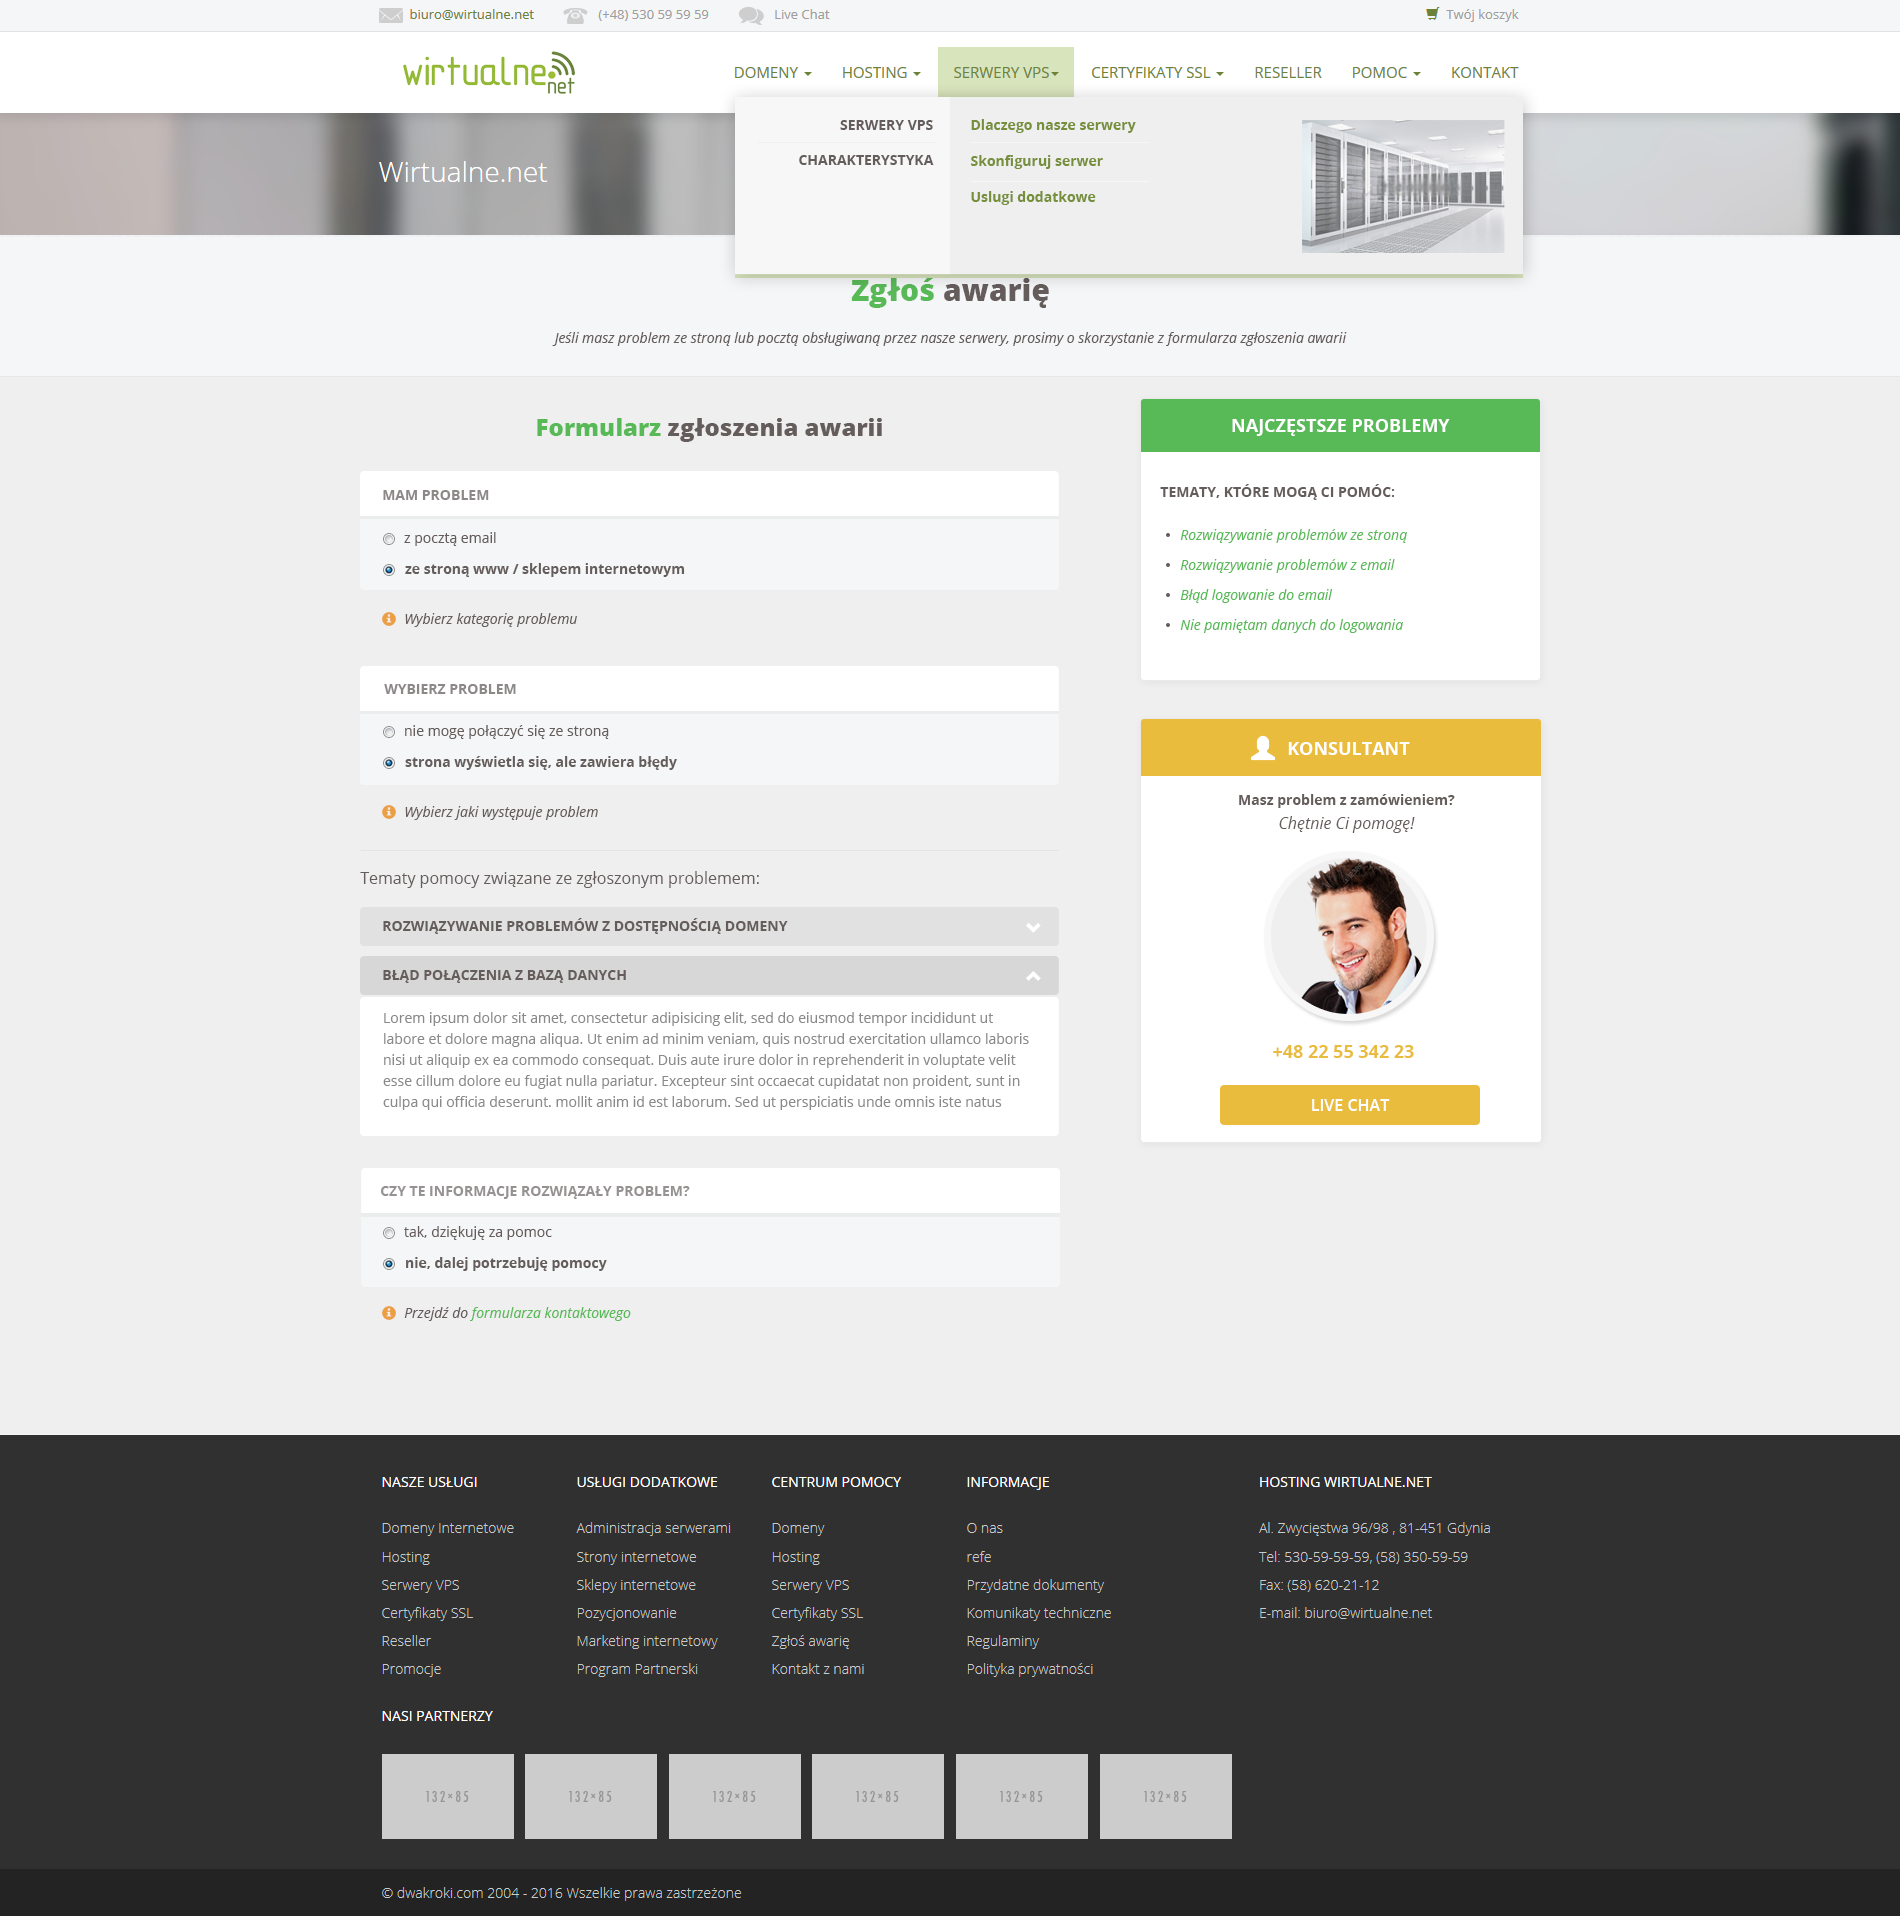 biuro@wirtualne.net
(+48) 530 59 59 59
Live Chat
Twój koszyk
wirtualne.net
DOMENY
HOSTING
SERWERY VPS
CERTYFIKATY SSL
RESELLER
POMOC
KONTAKT
Wirtualne.net
SERWERY VPS
CHARAKTERYSTYKA
Dlaczego nasze serwery
Skonfiguruj serwer
Uslugi dodatkowe
Zgłoś awarię
Jeśli masz problem ze stroną lub pocztą obsługiwaną przez nasze serwery, prosimy o skorzystanie z formularza zgłoszenia awarii
Formularz zgłoszenia awarii
MAM PROBLEM
z pocztą email
ze stroną www / sklepem internetowym
Wybierz kategorię problemu
WYBIERZ PROBLEM
nie mogę połączyć się ze stroną
strona wyświetla się, ale zawiera błędy
Wybierz jaki występuje problem
Tematy pomocy związane ze zgłoszonym problemem:
ROZWIĄZYWANIE PROBLEMÓW Z DOSTĘPNOŚCIĄ DOMENY
BŁĄD POŁĄCZENIA Z BAZĄ DANYCH
Lorem ipsum dolor sit amet, consectetur adipisicing elit, sed do eiusmod tempor incididunt ut
labore et dolore magna aliqua. Ut enim ad minim veniam, quis nostrud exercitation ullamco laboris
nisi ut aliquip ex ea commodo consequat. Duis aute irure dolor in reprehenderit in voluptate velit
esse cillum dolore eu fugiat nulla pariatur. Excepteur sint occaecat cupidatat non proident, sunt in
culpa qui officia deserunt. mollit anim id est laborum. Sed ut perspiciatis unde omnis iste natus
CZY TE INFORMACJE ROZWIĄZAŁY PROBLEM?
tak, dziękuję za pomoc
nie, dalej potrzebuję pomocy
Przejdź do formularza kontaktowego
NAJCZĘSTSZE PROBLEMY
TEMATY, KTÓRE MOGĄ CI POMÓC:
• Rozwiązywanie problemów ze stroną
• Rozwiązywanie problemów z email
• Błąd logowanie do email
• Nie pamiętam danych do logowania
KONSULTANT
Masz problem z zamówieniem?
Chętnie Ci pomogę!
+48 22 55 342 23
LIVE CHAT
NASZE USŁUGI
Domeny Internetowe
Hosting
Serwery VPS
Certyfikaty SSL
Reseller
Promocje
USŁUGI DODATKOWE
Administracja serwerami
Strony internetowe
Sklepy internetowe
Pozycjonowanie
Marketing internetowy
Program Partnerski
CENTRUM POMOCY
Domeny
Hosting
Serwery VPS
Certyfikaty SSL
Zgłoś awarię
Kontakt z nami
INFORMACJE
O nas
refe
Przydatne dokumenty
Komunikaty techniczne
Regulaminy
Polityka prywatności
HOSTING WIRTUALNE.NET
Al. Zwycięstwa 96/98 , 81-451 Gdynia
Tel: 530-59-59-59, (58) 350-59-59
Fax: (58) 620-21-12
E-mail: biuro@wirtualne.net
NASI PARTNERZY
132×85
132×85
132×85
132×85
132×85
132×85
© dwakroki.com 2004 - 2016 Wszelkie prawa zastrzeżone